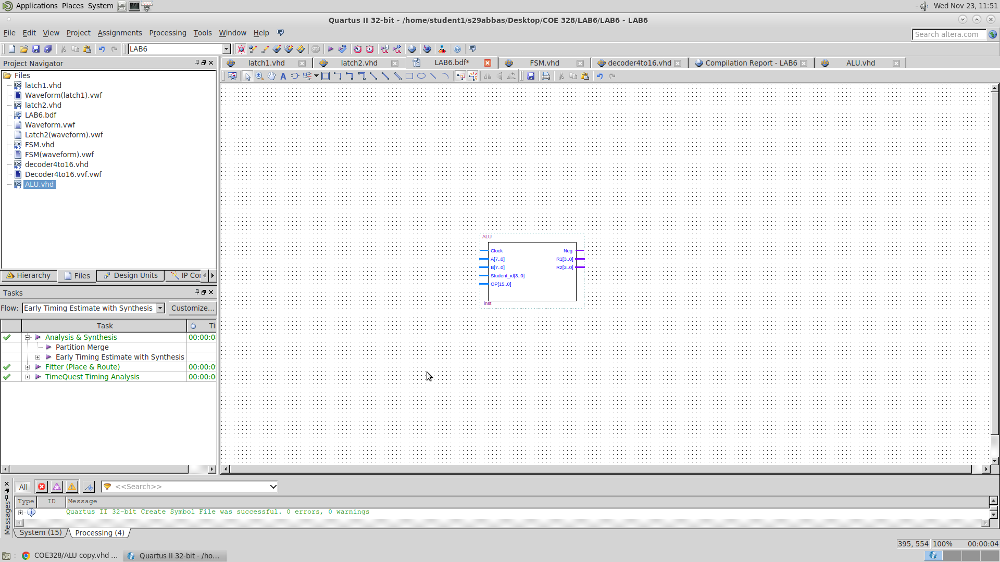 Applications Places System
Wed Nov 23, 11:51
Quartus II 32-bit - /home/student1/s29abbas/Desktop/COE 328/LAB6/LAB6 - LAB6
File Edit View Project Assignments Processing Tools Window Help
Search altera.com
LAB6
STOP
Project Navigator
latch1.vhd
latch2.vhd
LAB6.bdf*
FSM.vhd
decoder4to16.vhd
Compilation Report - LAB6
ALU.vhd
Files
latch1.vhd
Waveform(latch1).vwf
latch2.vhd
LAB6.bdf
Waveform.vwf
Latch2(waveform).vwf
FSM.vhd
FSM(waveform).vwf
decoder4to16.vhd
Decoder4to16.vvf.vwf
ALU.vhd
Hierarchy
Files
Design Units
IP Co
ALU
Clock
A[7..0]
B[7..0]
Student_id[3..0]
OP[15..0]
Neg
R1[3..0]
R2[3..0]
inst
Tasks
Flow: Early Timing Estimate with Synthesis
Customize...
Task
Ti
Analysis & Synthesis 00:00:0
Partition Merge
Early Timing Estimate with Synthesis
Fitter (Place & Route) 00:00:0
TimeQuest Timing Analysis 00:00:0
All
<<Search>>
Type ID Message
Quartus II 32-bit Create Symbol File was successful. 0 errors, 0 warnings
Messages
System (15)
Processing (4)
395, 554 100% 00:00:04
COE328/ALU copy.vhd ...
Quartus II 32-bit - /ho...